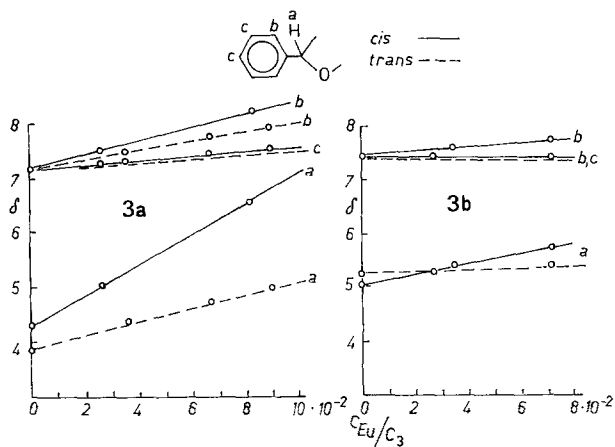 a
H
c b
c
O
cis
trans
8
7
δ
5
4
3a
b
b
c
a
a
0 2 4 6 8 10 · 10⁻²
8
7
δ
6
5
4
3b
b
b,c
a
0 2 4 6 8 · 10⁻²
C_Eu/C_3